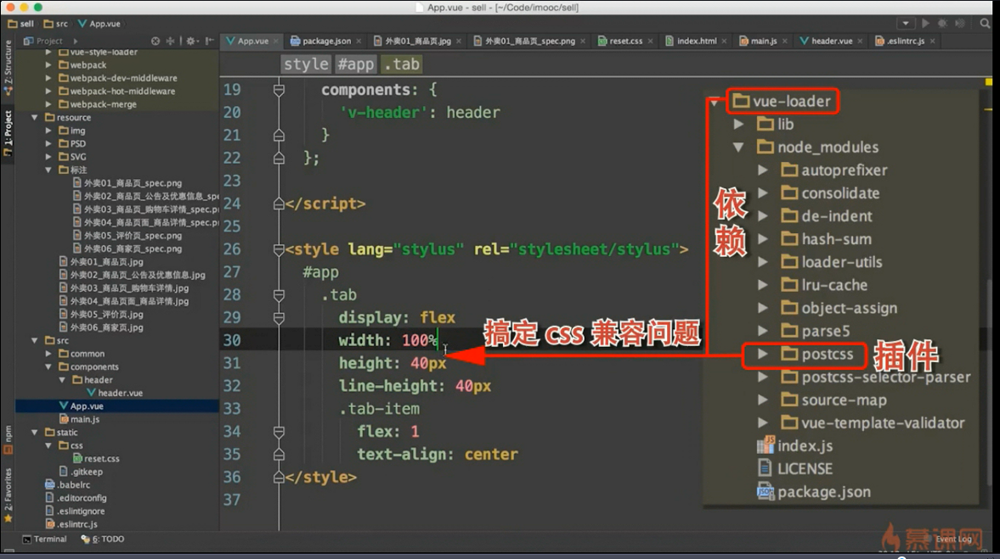 App.vue - sell - [~/Code/imooc/sell]
sell src App.vue
Project
App.vue package.json 外卖01_商品页.jpg 外卖01_商品页_spec.png reset.css index.html main.js header.vue .eslintrc.js
Z: Structure
1: Project
npm
2: Favorites
vue-style-loader
webpack
webpack-dev-middleware
webpack-hot-middleware
webpack-merge
resource
img
PSD
SVG
标注
外卖01_商品页_spec.png
外卖02_商品页_公告及优惠信息_spe
外卖03_商品页_购物车详情_spec.p
外卖04_商品页面_商品详情_spec.p
外卖05_评价页_spec.png
外卖06_商家页_spec.png
外卖01_商品页.jpg
外卖02_商品页_公告及优惠信息.jpg
外卖03_商品页_购物车详情.jpg
外卖04_商品页面_商品详情.jpg
外卖05_评价页.jpg
外卖06_商家页.jpg
src
common
components
header
header.vue
App.vue
main.js
static
css
reset.css
.gitkeep
.babelrc
.editorconfig
.eslintignore
.eslintrc.js
style #app .tab
19 components: {
20 'v-header': header
21 }
22 };
23
24 </script>
25
26 <style lang="stylus" rel="stylesheet/stylus">
27 #app
28 .tab
29 display: flex
30 width: 100%
31 height: 40px
32 line-height: 40px
33 .tab-item
34 flex: 1
35 text-align: center
36 </style>
37
搞定 CSS 兼容问题
依赖
插件
vue-loader
lib
node_modules
autoprefixer
consolidate
de-indent
hash-sum
loader-utils
lru-cache
object-assign
parse5
postcss
postcss-selector-parser
source-map
vue-template-validator
index.js
LICENSE
package.json
Terminal 6: TODO
Event Log
慕课网